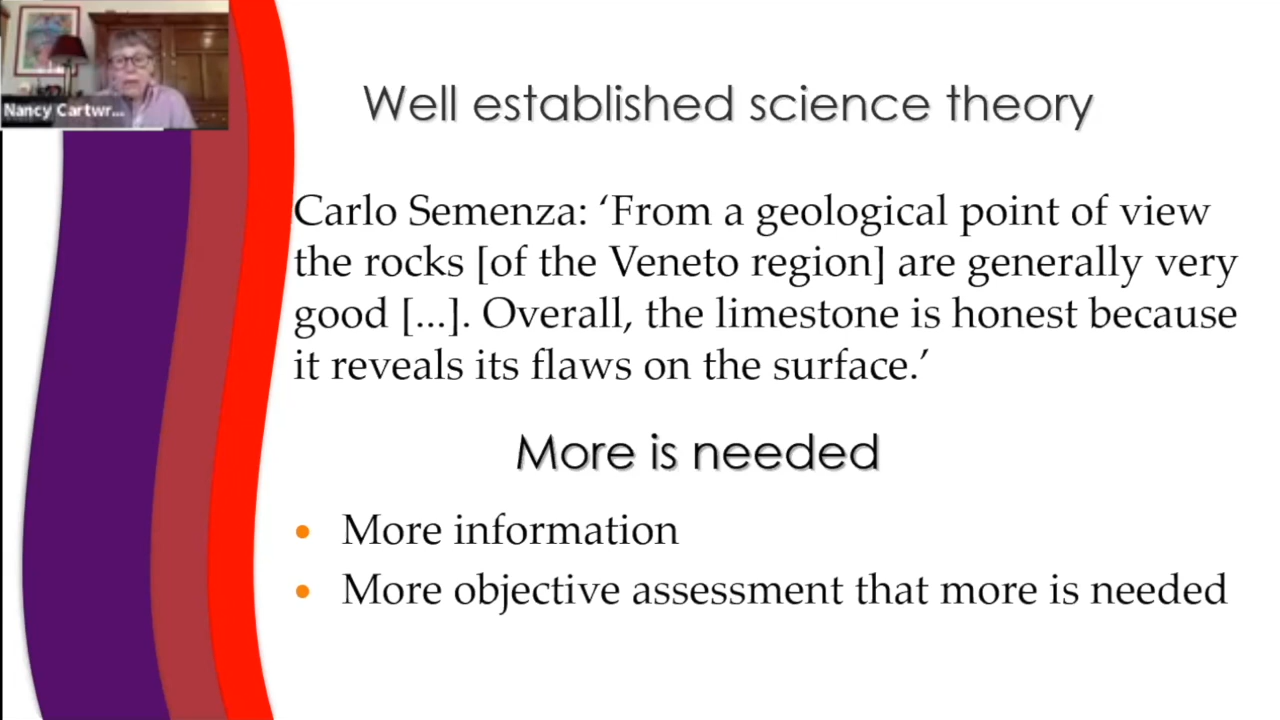 Nancy Cartwr...
Well established science theory
Carlo Semenza: ‘From a geological point of view
the rocks [of the Veneto region] are generally very
good [...]. Overall, the limestone is honest because
it reveals its flaws on the surface.’
More is needed
• More information
• More objective assessment that more is needed